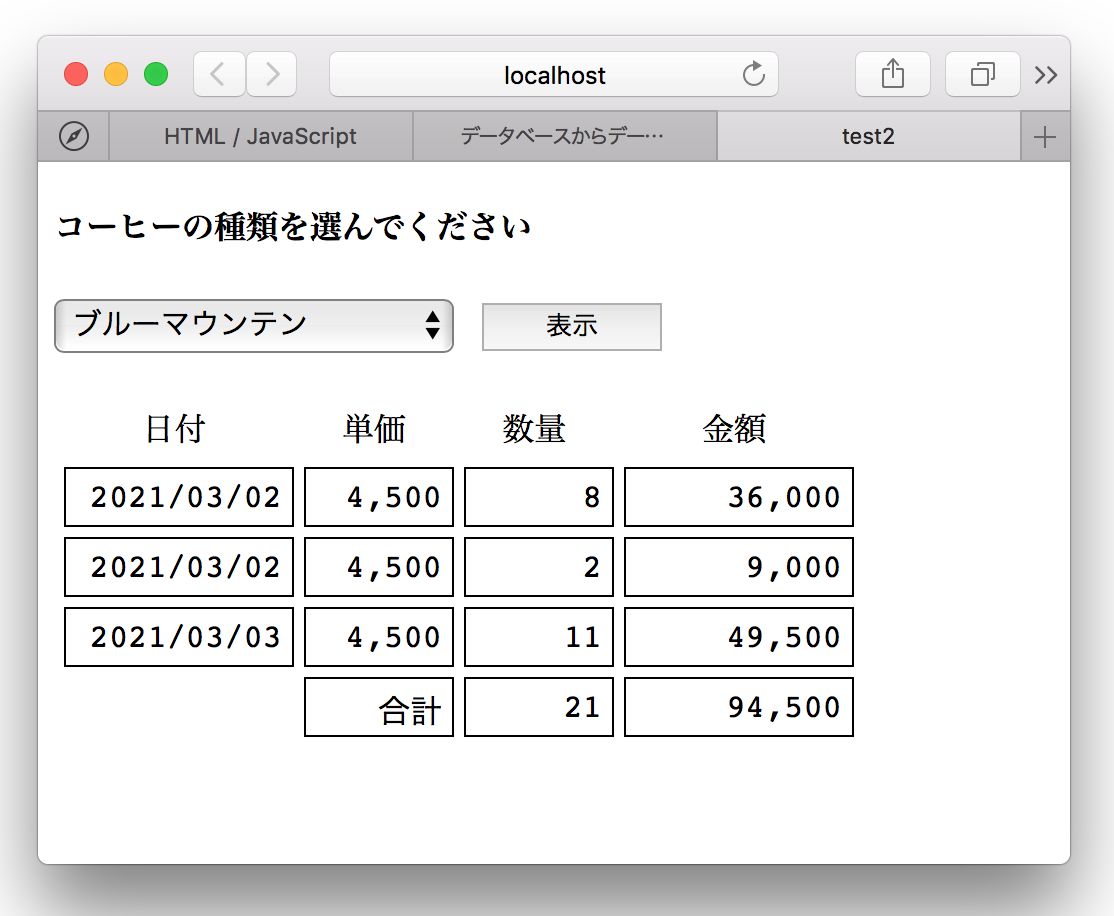 localhost
HTML / JavaScript データベースからデー… test2
コーヒーの種類を選んでください
ブルーマウンテン 表示
日付 単価 数量 金額
2021/03/02 4,500 8 36,000
2021/03/02 4,500 2 9,000
2021/03/03 4,500 11 49,500
合計 21 94,500